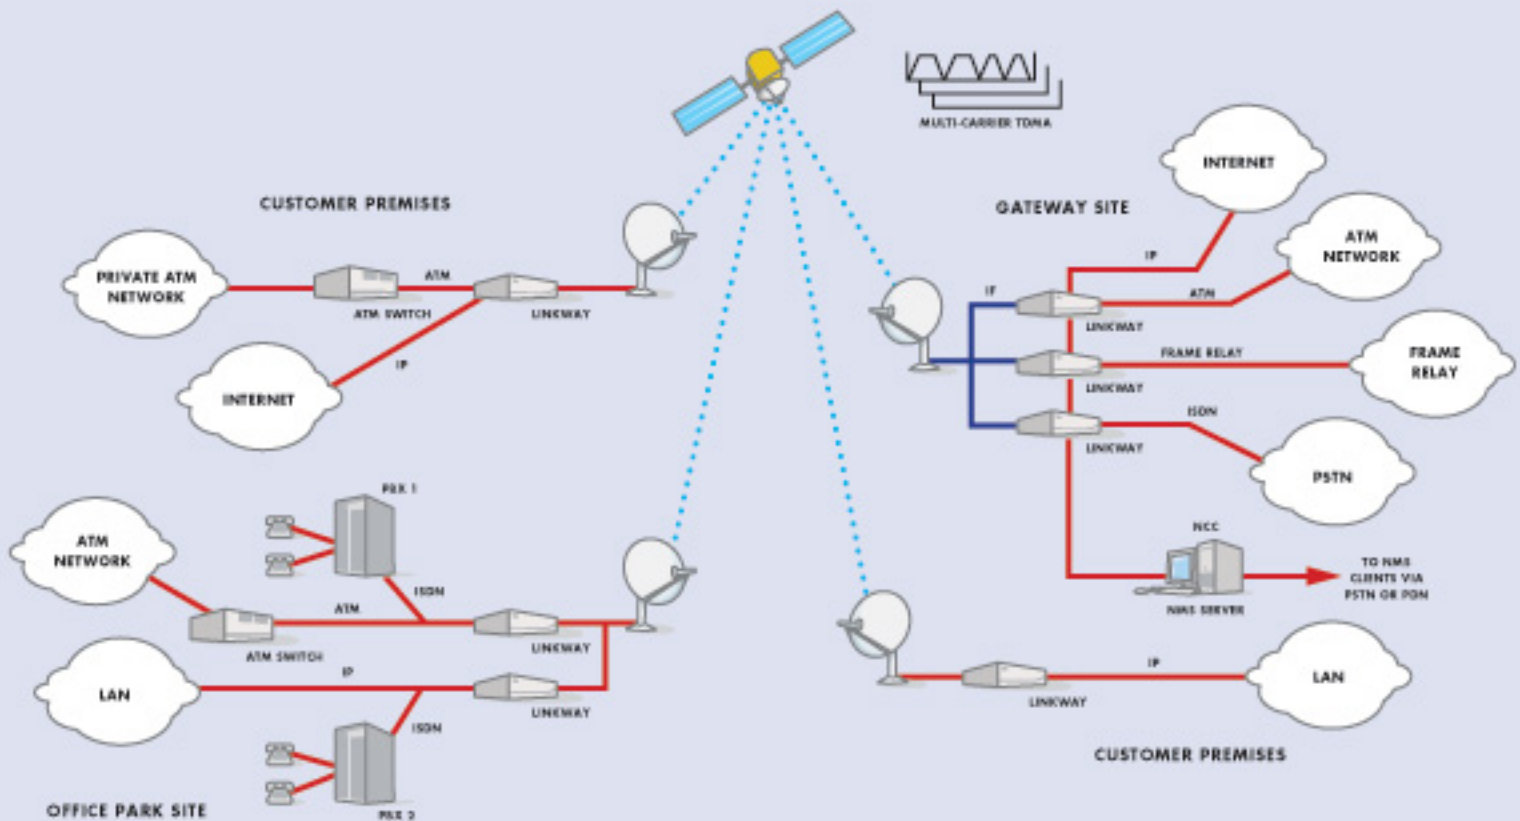 MULTI-CARRIER TDMA
CUSTOMER PREMISES
PRIVATE ATM
NETWORK
ATM
ATM SWITCH
LINKWAY
IP
INTERNET
GATEWAY SITE
INTERNET
IP
ATM
NETWORK
ATM
IF
LINKWAY
FRAME RELAY
FRAME
RELAY
LINKWAY
ISDN
LINKWAY
PSTN
NCC
NMS SERVER
TO NMS
CLIENTS VIA
PSTN OR PDN
PBX 1
ATM
NETWORK
ISDN
ATM
ATM SWITCH
LINKWAY
IP
LAN
LINKWAY
ISDN
PBX 2
OFFICE PARK SITE
IP
LAN
LINKWAY
CUSTOMER PREMISES